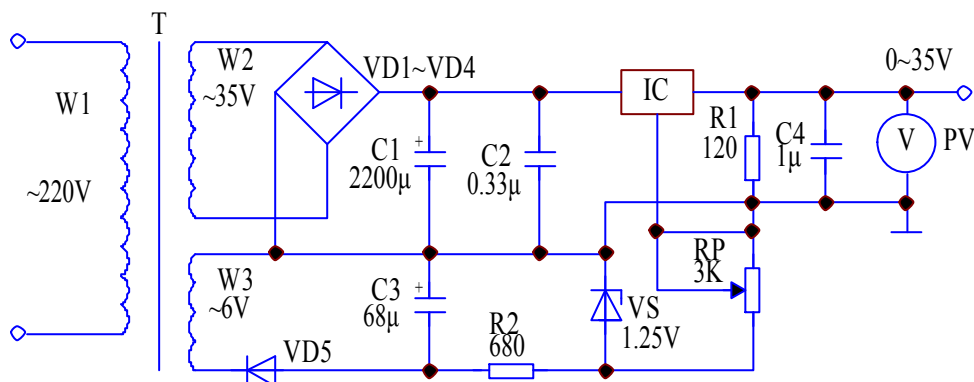 T
W1
~220V
W2
~35V
VD1~VD4
C1
2200μ
C2
0.33μ
IC
R1
120
C4
1μ
0~35V
V
PV
W3
~6V
VD5
C3
68μ
R2
680
VS
1.25V
RP
3K
+
+